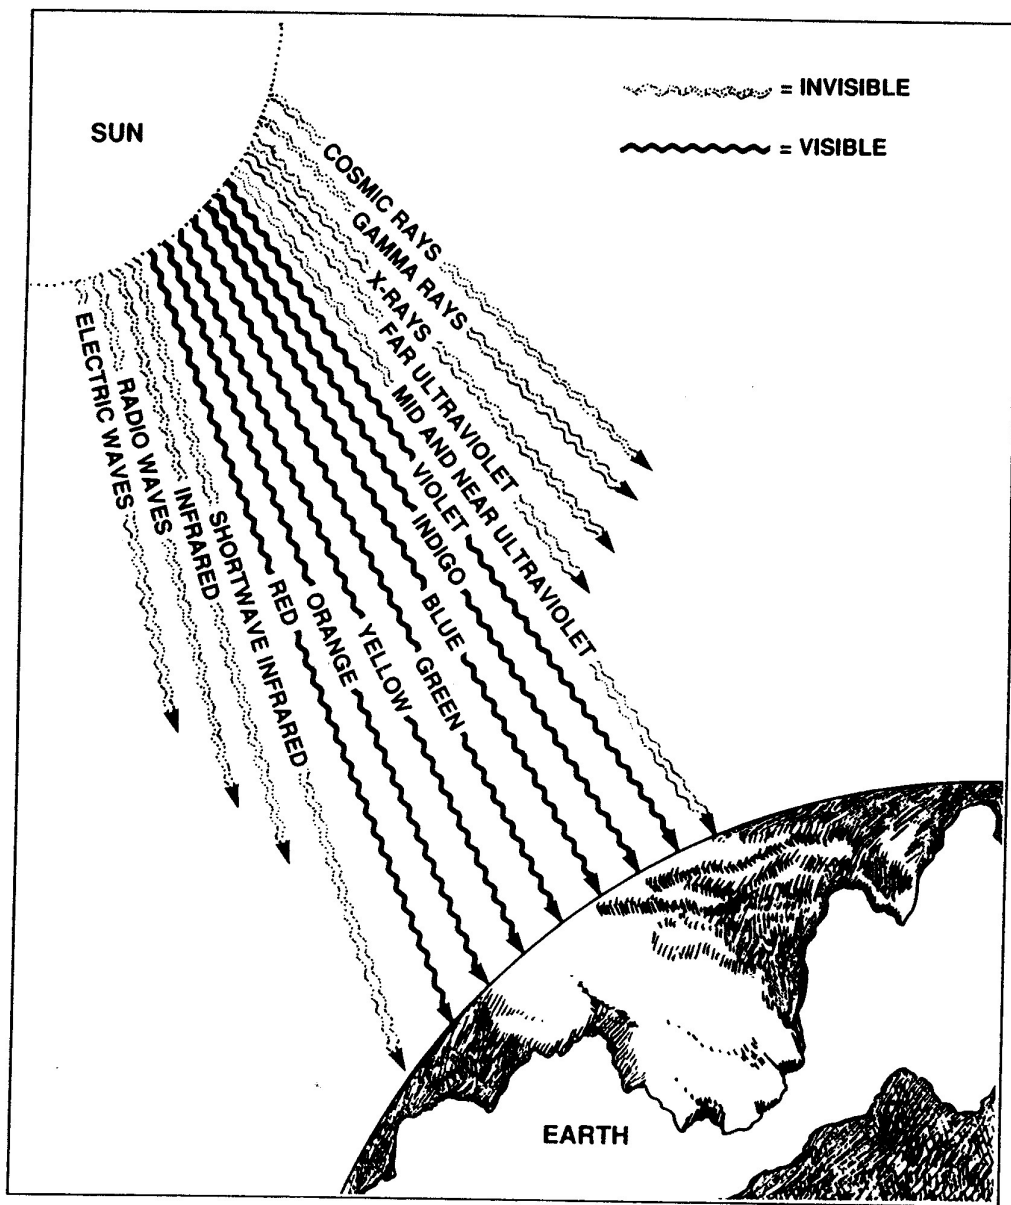 SUN
= INVISIBLE
= VISIBLE
COSMIC RAYS
GAMMA RAYS
X-RAYS
FAR ULTRAVIOLET
MID AND NEAR ULTRAVIOLET
VIOLET
INDIGO
BLUE
GREEN
YELLOW
ORANGE
RED
SHORTWAVE INFRARED
INFRARED
RADIO WAVES
ELECTRIC WAVES
EARTH